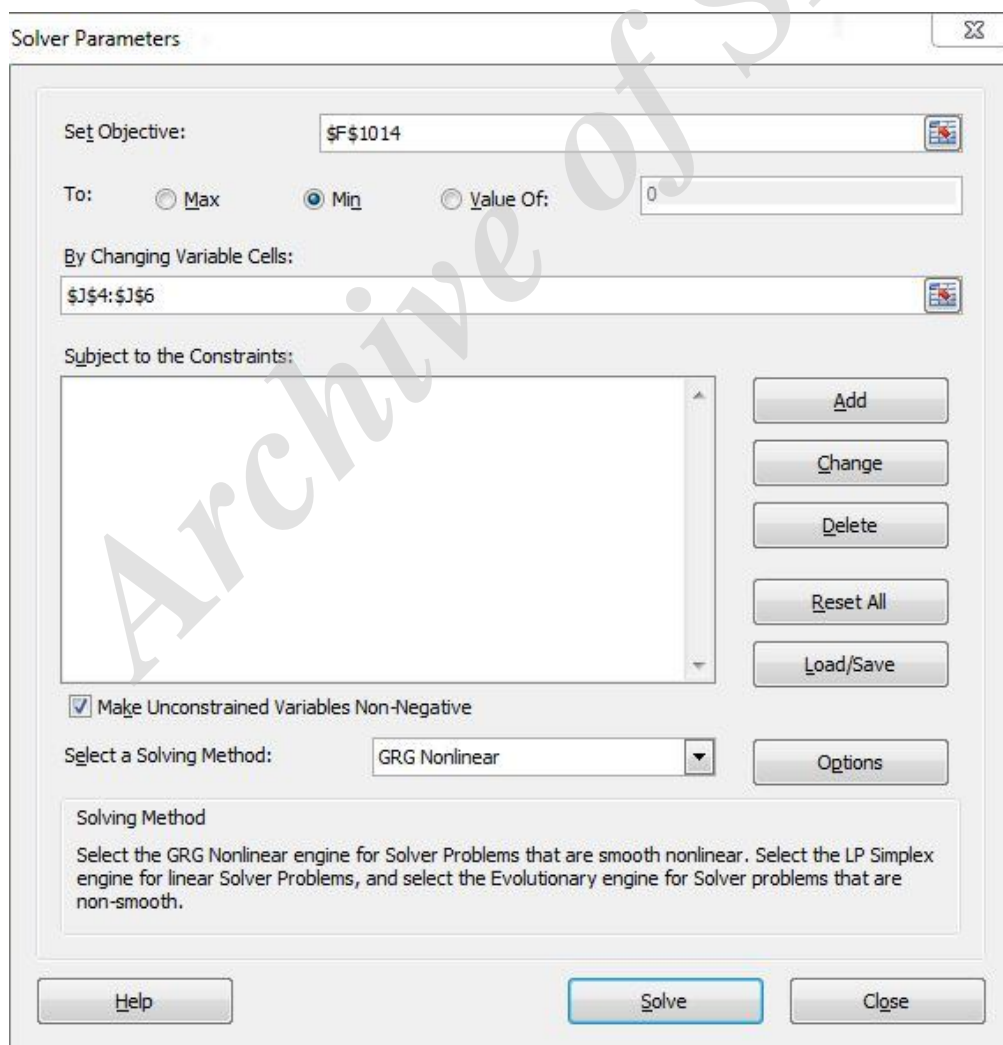 Solver Parameters
Set Objective: $F$1014
To: Max Min Value Of: 0
By Changing Variable Cells:
$J$4:$J$6
Subject to the Constraints:
Add
Change
Delete
Reset All
Load/Save
Make Unconstrained Variables Non-Negative
Select a Solving Method: GRG Nonlinear Options
Solving Method
Select the GRG Nonlinear engine for Solver Problems that are smooth nonlinear. Select the LP Simplex
engine for linear Solver Problems, and select the Evolutionary engine for Solver problems that are
non-smooth.
Help Solve Close
Archive of